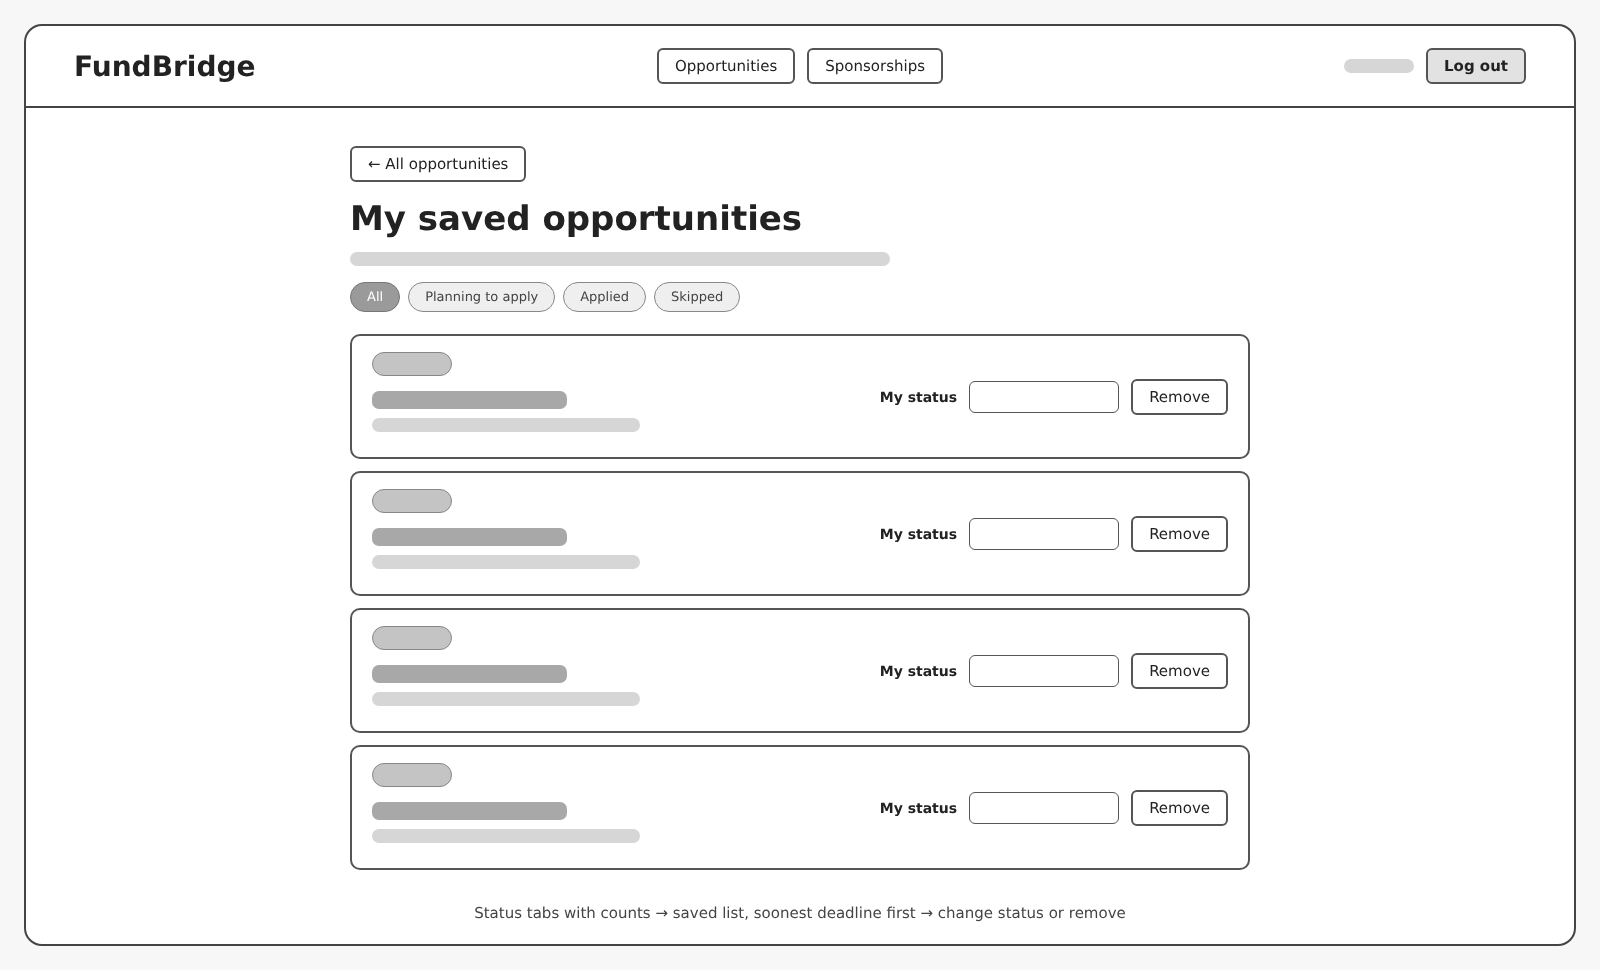 FundBridge
Opportunities
Sponsorships
Log out
← All opportunities
My saved opportunities
All
Planning to apply
Applied
Skipped
My status
Remove
My status
Remove
My status
Remove
My status
Remove
Status tabs with counts → saved list, soonest deadline first → change status or remove